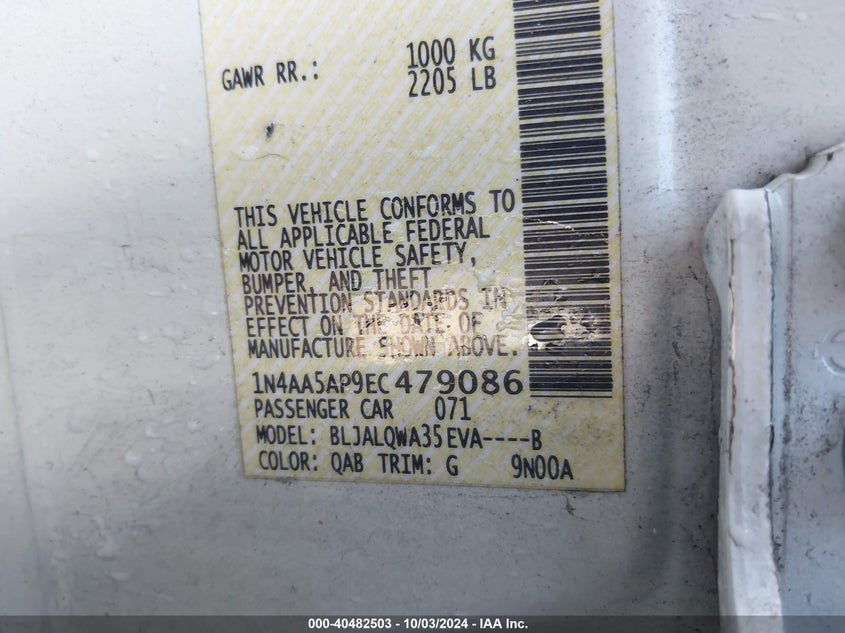 GAWR RR.: 1000 KG
2205 LB
THIS VEHICLE CONFORMS TO
ALL APPLICABLE FEDERAL
MOTOR VEHICLE SAFETY,
BUMPER, AND THEFT
PREVENTION STANDARDS IN
EFFECT ON THE DATE OF
MANUFACTURE SHOWN ABOVE.
1N4AA5AP9EC479086
PASSENGER CAR 071
MODEL: BLJALQWA35EVA----B
COLOR: QAB TRIM: G 9N00A
000-40482503 - 10/03/2024 - IAA Inc.